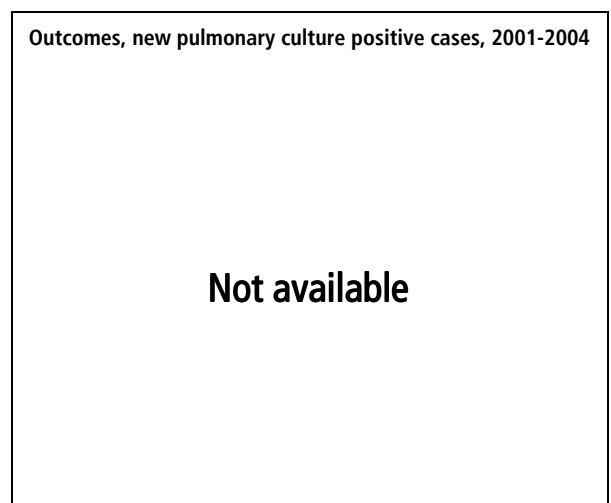 Outcomes, new pulmonary culture positive cases, 2001-2004
Not available